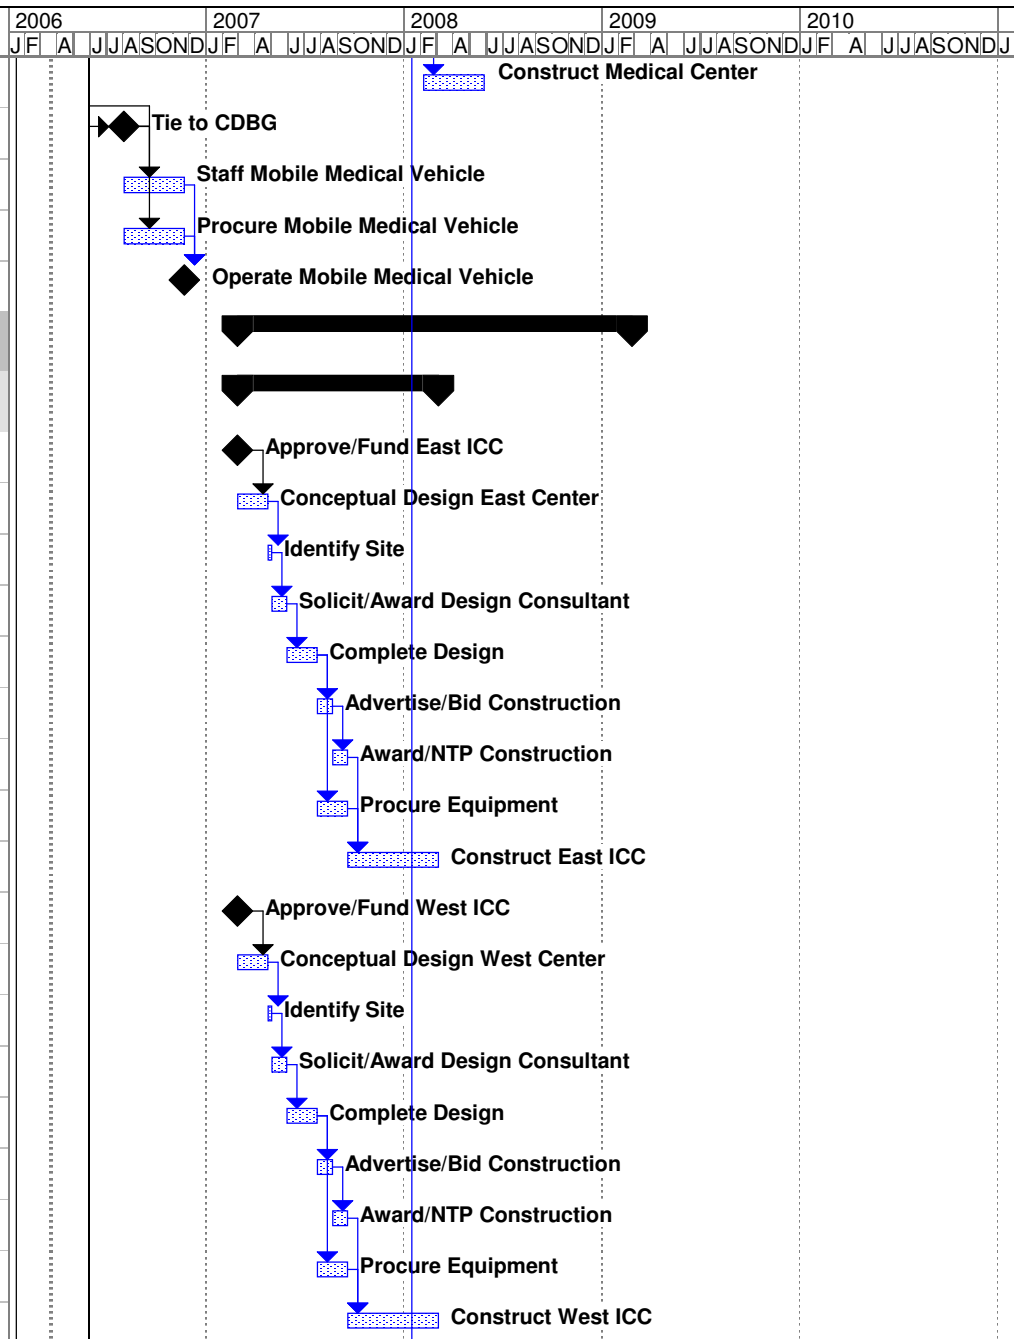 2006 2007 2008 2009 2010
J F A J J A S O N D J F A J J A S O N D J F A J J A S O N D J F A J J A S O N D J F A J J A S O N D J
Construct Medical Center
Tie to CDBG
Staff Mobile Medical Vehicle
Procure Mobile Medical Vehicle
Operate Mobile Medical Vehicle
Approve/Fund East ICC
Conceptual Design East Center
Identify Site
Solicit/Award Design Consultant
Complete Design
Advertise/Bid Construction
Award/NTP Construction
Procure Equipment
Construct East ICC
Approve/Fund West ICC
Conceptual Design West Center
Identify Site
Solicit/Award Design Consultant
Complete Design
Advertise/Bid Construction
Award/NTP Construction
Procure Equipment
Construct West ICC